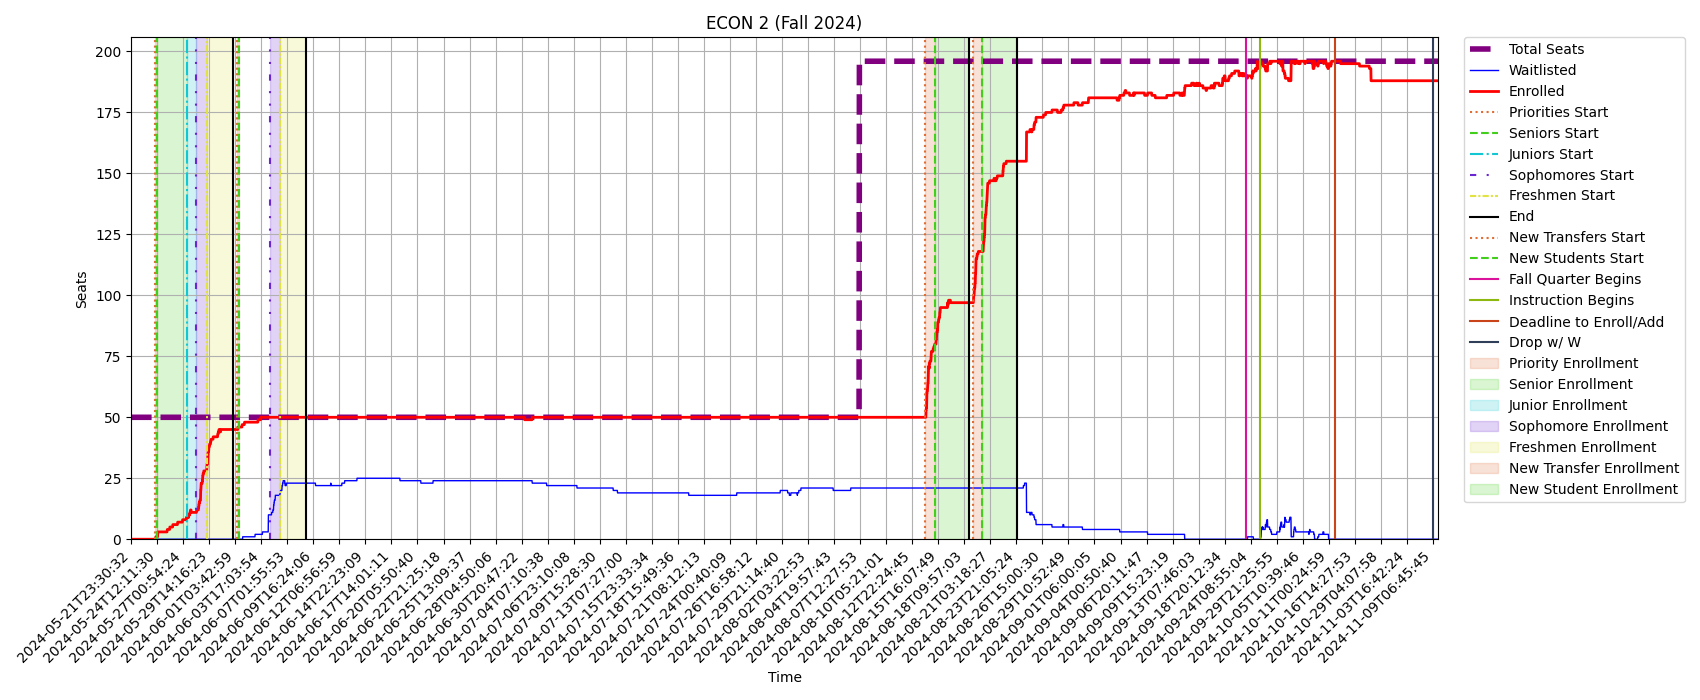 ECON 2 (Fall 2024)
Seats
200
175
150
125
100
75
50
25
0
2024-05-21T23:30:32
2024-05-24T12:11:30
2024-05-27T00:54:24
2024-05-29T14:16:23
2024-06-01T03:42:59
2024-06-03T17:03:54
2024-06-07T01:55:53
2024-06-09T16:24:06
2024-06-12T06:56:59
2024-06-14T22:23:09
2024-06-17T14:01:11
2024-06-20T05:50:40
2024-06-22T21:25:18
2024-06-25T13:09:37
2024-06-28T04:50:06
2024-06-30T20:47:22
2024-07-04T07:10:38
2024-07-06T23:10:08
2024-07-09T15:28:30
2024-07-13T07:27:00
2024-07-15T23:33:34
2024-07-18T15:49:36
2024-07-21T08:12:13
2024-07-24T00:40:09
2024-07-26T16:58:12
2024-07-29T11:14:40
2024-08-02T03:22:53
2024-08-04T19:57:43
2024-08-07T12:27:53
2024-08-10T05:21:01
2024-08-12T22:24:45
2024-08-15T16:07:49
2024-08-18T09:57:03
2024-08-21T03:18:27
2024-08-23T21:05:24
2024-08-26T15:00:30
2024-08-29T10:52:49
2024-09-01T06:00:05
2024-09-04T00:50:40
2024-09-06T20:11:47
2024-09-09T15:23:19
2024-09-13T07:46:03
2024-09-18T20:12:34
2024-09-24T08:55:04
2024-09-29T21:25:55
2024-10-05T10:39:46
2024-10-11T00:24:59
2024-10-16T14:27:53
2024-10-29T04:07:58
2024-11-03T16:42:24
2024-11-09T06:45:45
Time
Total Seats
Waitlisted
Enrolled
Priorities Start
Seniors Start
Juniors Start
Sophomores Start
Freshmen Start
End
New Transfers Start
New Students Start
Fall Quarter Begins
Instruction Begins
Deadline to Enroll/Add
Drop w/ W
Priority Enrollment
Senior Enrollment
Junior Enrollment
Sophomore Enrollment
Freshmen Enrollment
New Transfer Enrollment
New Student Enrollment